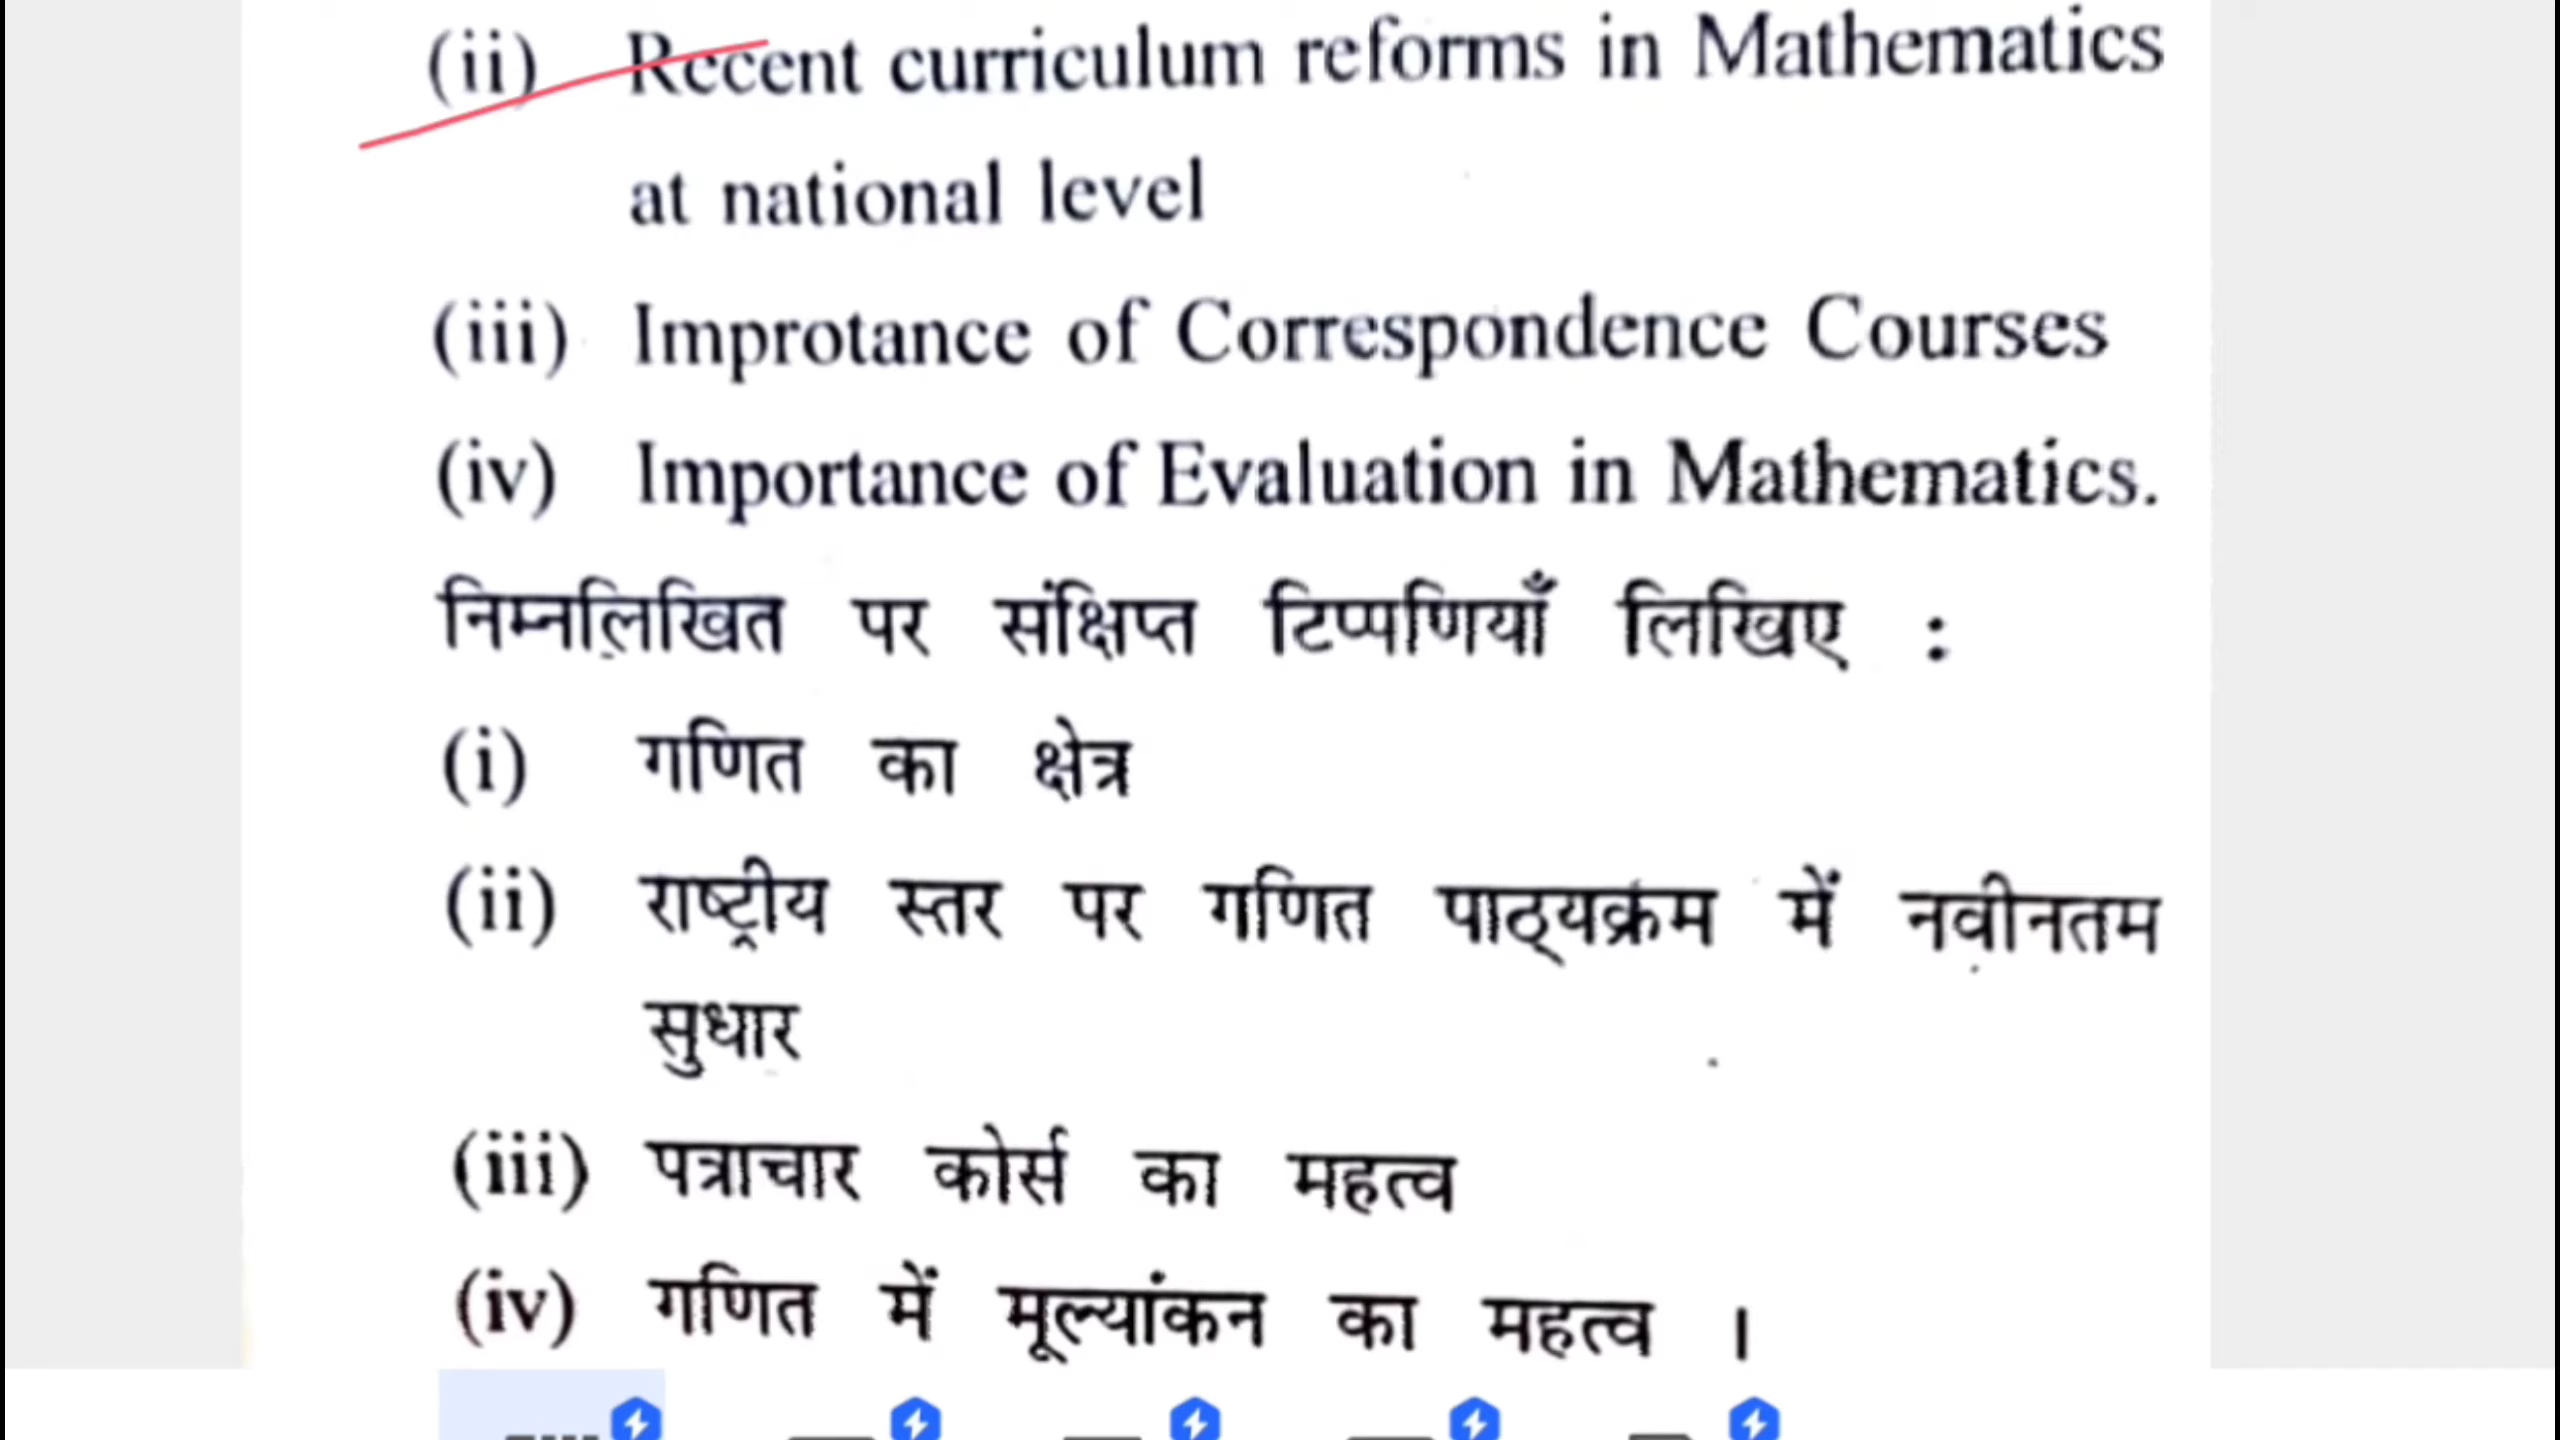 (ii) Recent curriculum reforms in Mathematics
at national level
(iii) Improtance of Correspondence Courses
(iv) Importance of Evaluation in Mathematics.
निम्नलिखित पर संक्षिप्त टिप्पणियाँ लिखिए :
(i) गणित का क्षेत्र
(ii) राष्ट्रीय स्तर पर गणित पाठ्यक्रम में नवीनतम
सुधार
(iii) पत्राचार कोर्स का महत्व
(iv) गणित में मूल्यांकन का महत्व ।